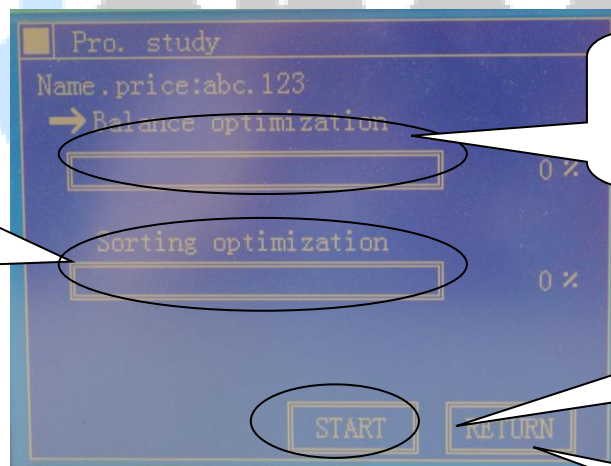 Pro. study
Name.price:abc.123
Balance optimization
0 %
Sorting optimization
0 %
START RETURN